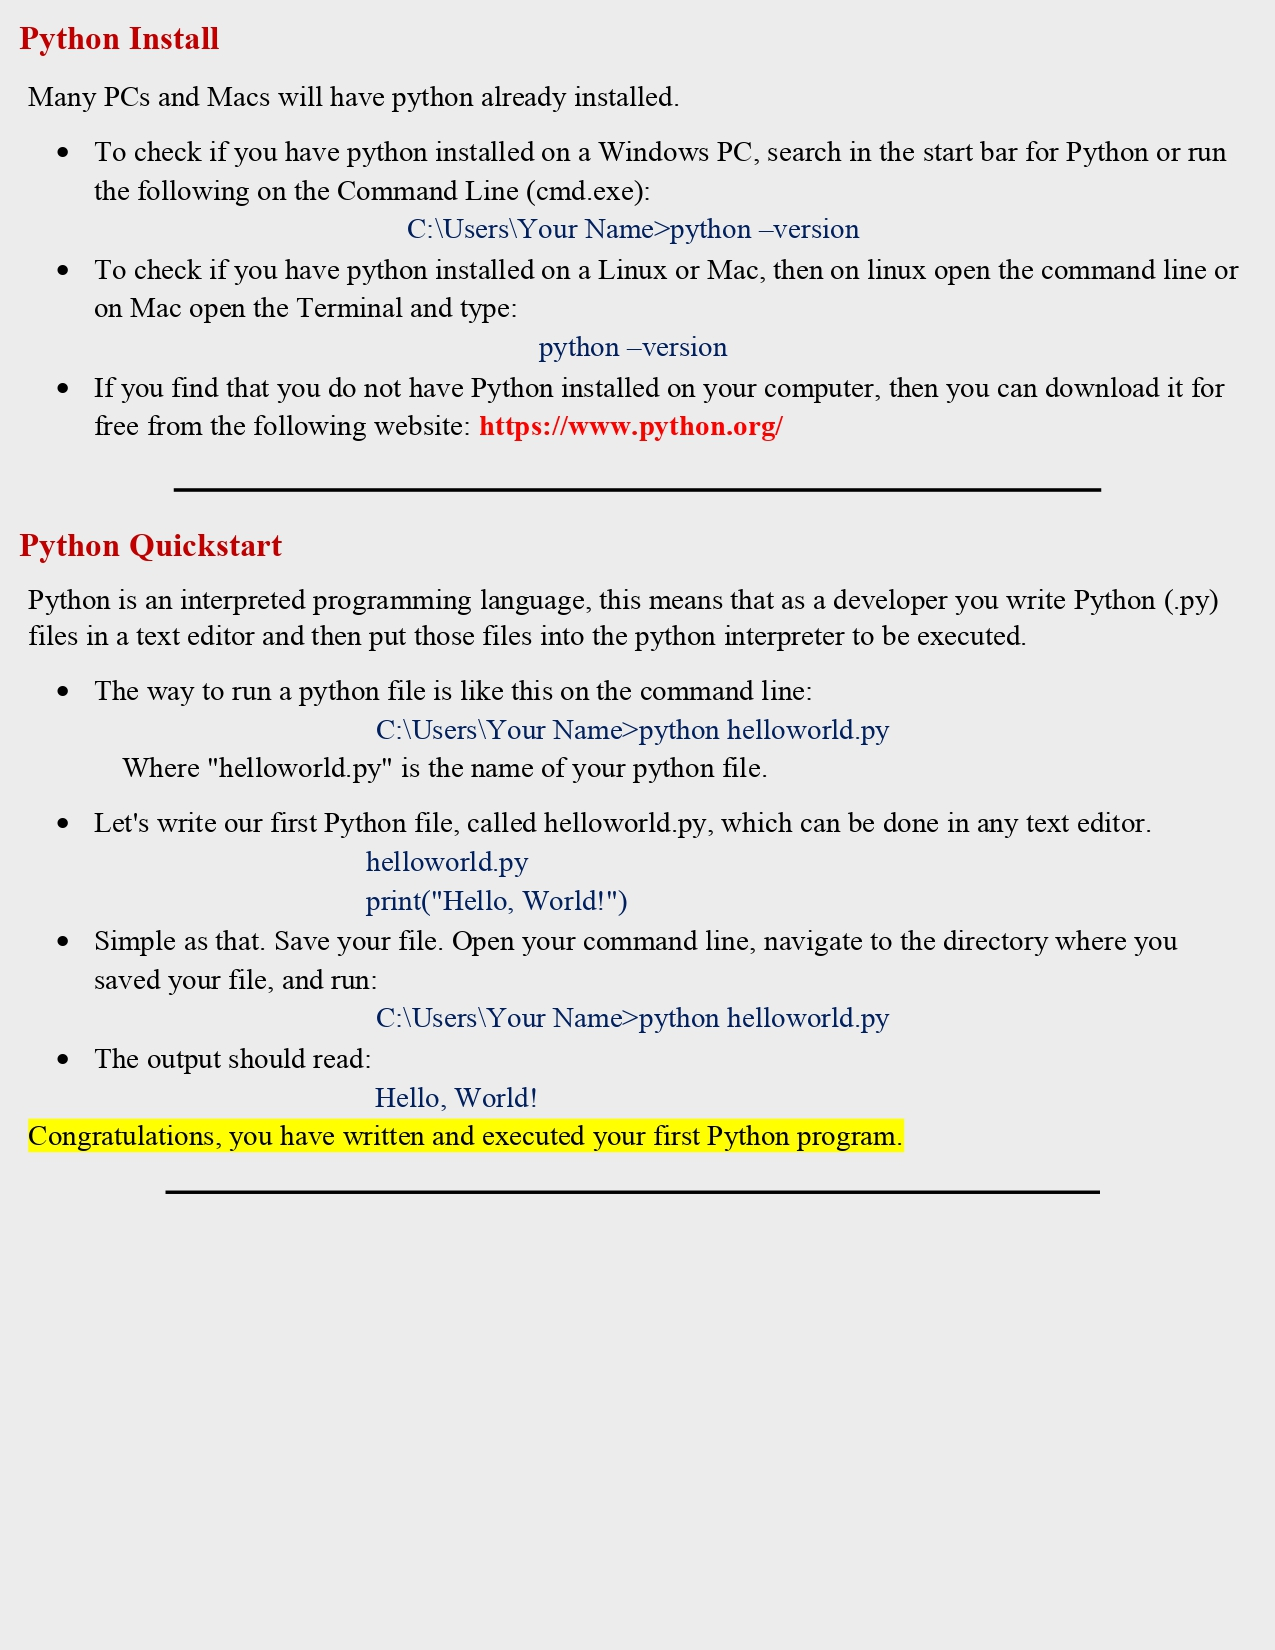 Python Install
Many PCs and Macs will have python already installed.
• To check if you have python installed on a Windows PC, search in the start bar for Python or run
the following on the Command Line (cmd.exe):
C:\Users\Your Name>python –version
• To check if you have python installed on a Linux or Mac, then on linux open the command line or
on Mac open the Terminal and type:
python –version
• If you find that you do not have Python installed on your computer, then you can download it for
free from the following website: https://www.python.org/
Python Quickstart
Python is an interpreted programming language, this means that as a developer you write Python (.py)
files in a text editor and then put those files into the python interpreter to be executed.
• The way to run a python file is like this on the command line:
C:\Users\Your Name>python helloworld.py
Where "helloworld.py" is the name of your python file.
• Let's write our first Python file, called helloworld.py, which can be done in any text editor.
helloworld.py
print("Hello, World!")
• Simple as that. Save your file. Open your command line, navigate to the directory where you
saved your file, and run:
C:\Users\Your Name>python helloworld.py
• The output should read:
Hello, World!
Congratulations, you have written and executed your first Python program.